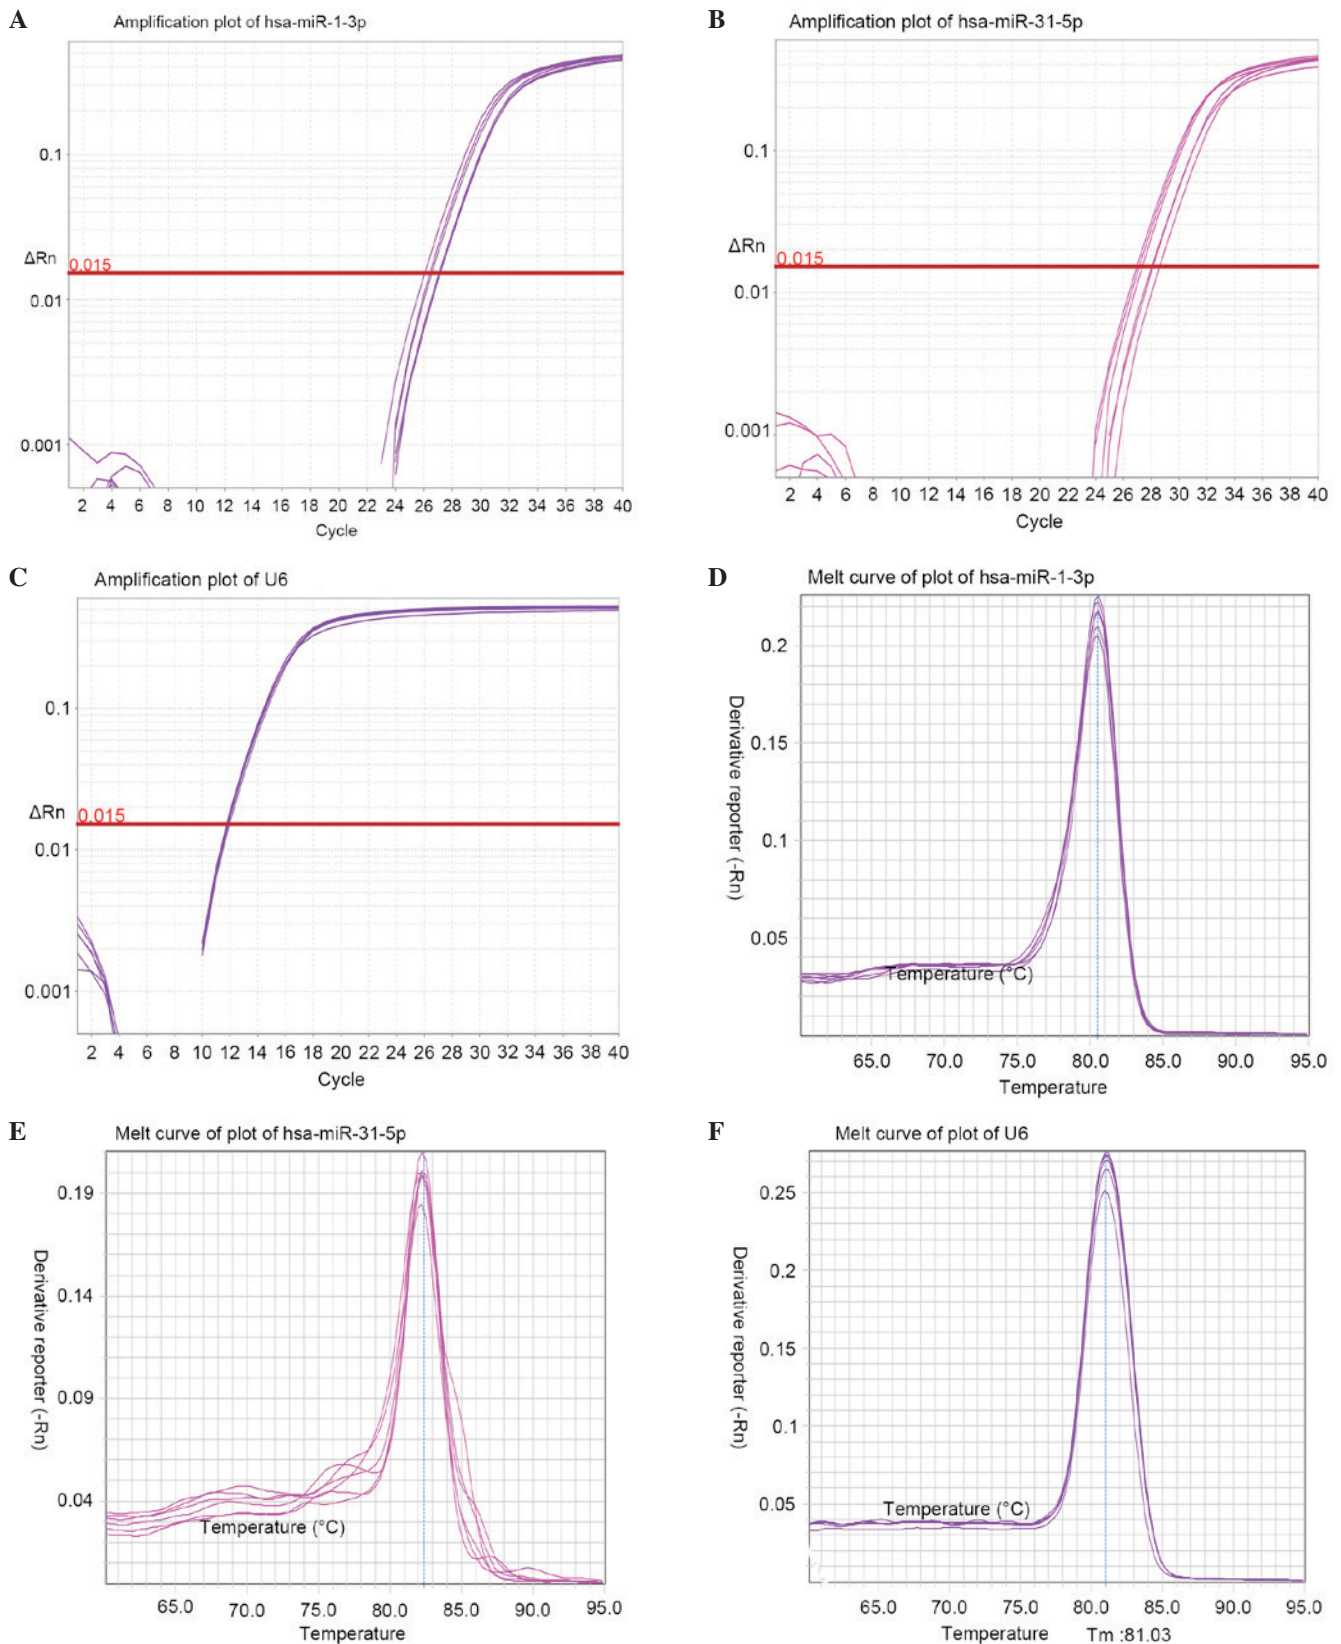 A
Amplification plot of hsa-miR-1-3p
0.1
ΔRn
0.015
0.01
0.001
2 4 6 8 10 12 14 16 18 20 22 24 26 28 30 32 34 36 38 40
Cycle
B
Amplification plot of hsa-miR-31-5p
0.1
ΔRn
0.015
0.01
0.001
2 4 6 8 10 12 14 16 18 20 22 24 26 28 30 32 34 36 38 40
Cycle
C
Amplification plot of U6
0.1
ΔRn
0.015
0.01
0.001
2 4 6 8 10 12 14 16 18 20 22 24 26 28 30 32 34 36 38 40
Cycle
D
Melt curve of plot of hsa-miR-1-3p
0.2
0.15
0.1
0.05
Derivative reporter (-Rn)
Temperature (°C)
65.0 70.0 75.0 80.0 85.0 90.0 95.0
Temperature
E
Melt curve of plot of hsa-miR-31-5p
0.19
0.14
0.09
0.04
Derivative reporter (-Rn)
Temperature (°C)
65.0 70.0 75.0 80.0 85.0 90.0 95.0
Temperature
F
Melt curve of plot of U6
0.25
0.2
0.15
0.1
0.05
Derivative reporter (-Rn)
Temperature (°C)
65.0 70.0 75.0 80.0 85.0 90.0 95.0
Temperature Tm :81.03